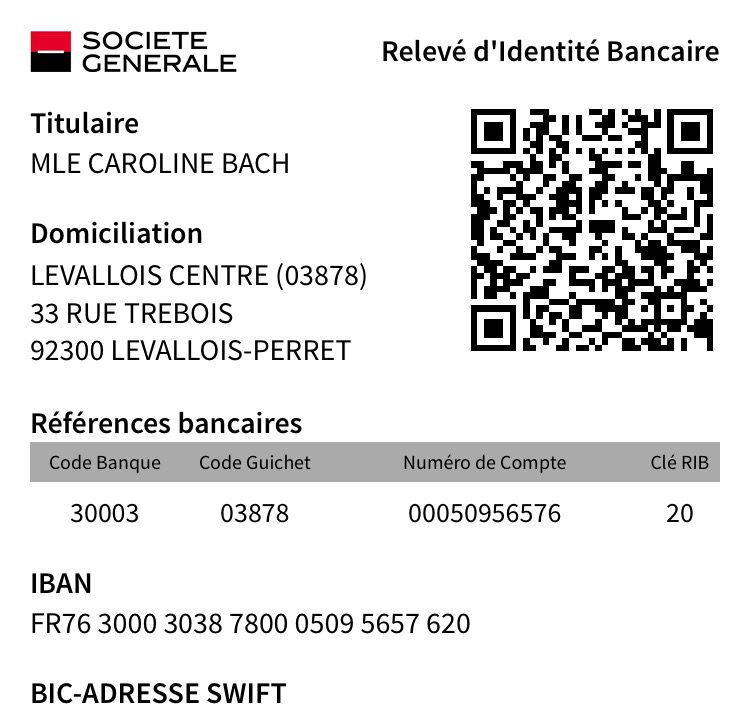 SOCIETE
GENERALE
Relevé d'Identité Bancaire
Titulaire
MLE CAROLINE BACH
Domiciliation
LEVALLOIS CENTRE (03878)
33 RUE TREBOIS
92300 LEVALLOIS-PERRET
Références bancaires
Code Banque Code Guichet Numéro de Compte Clé RIB
30003 03878 00050956576 20
IBAN
FR76 3000 3038 7800 0509 5657 620
BIC-ADRESSE SWIFT